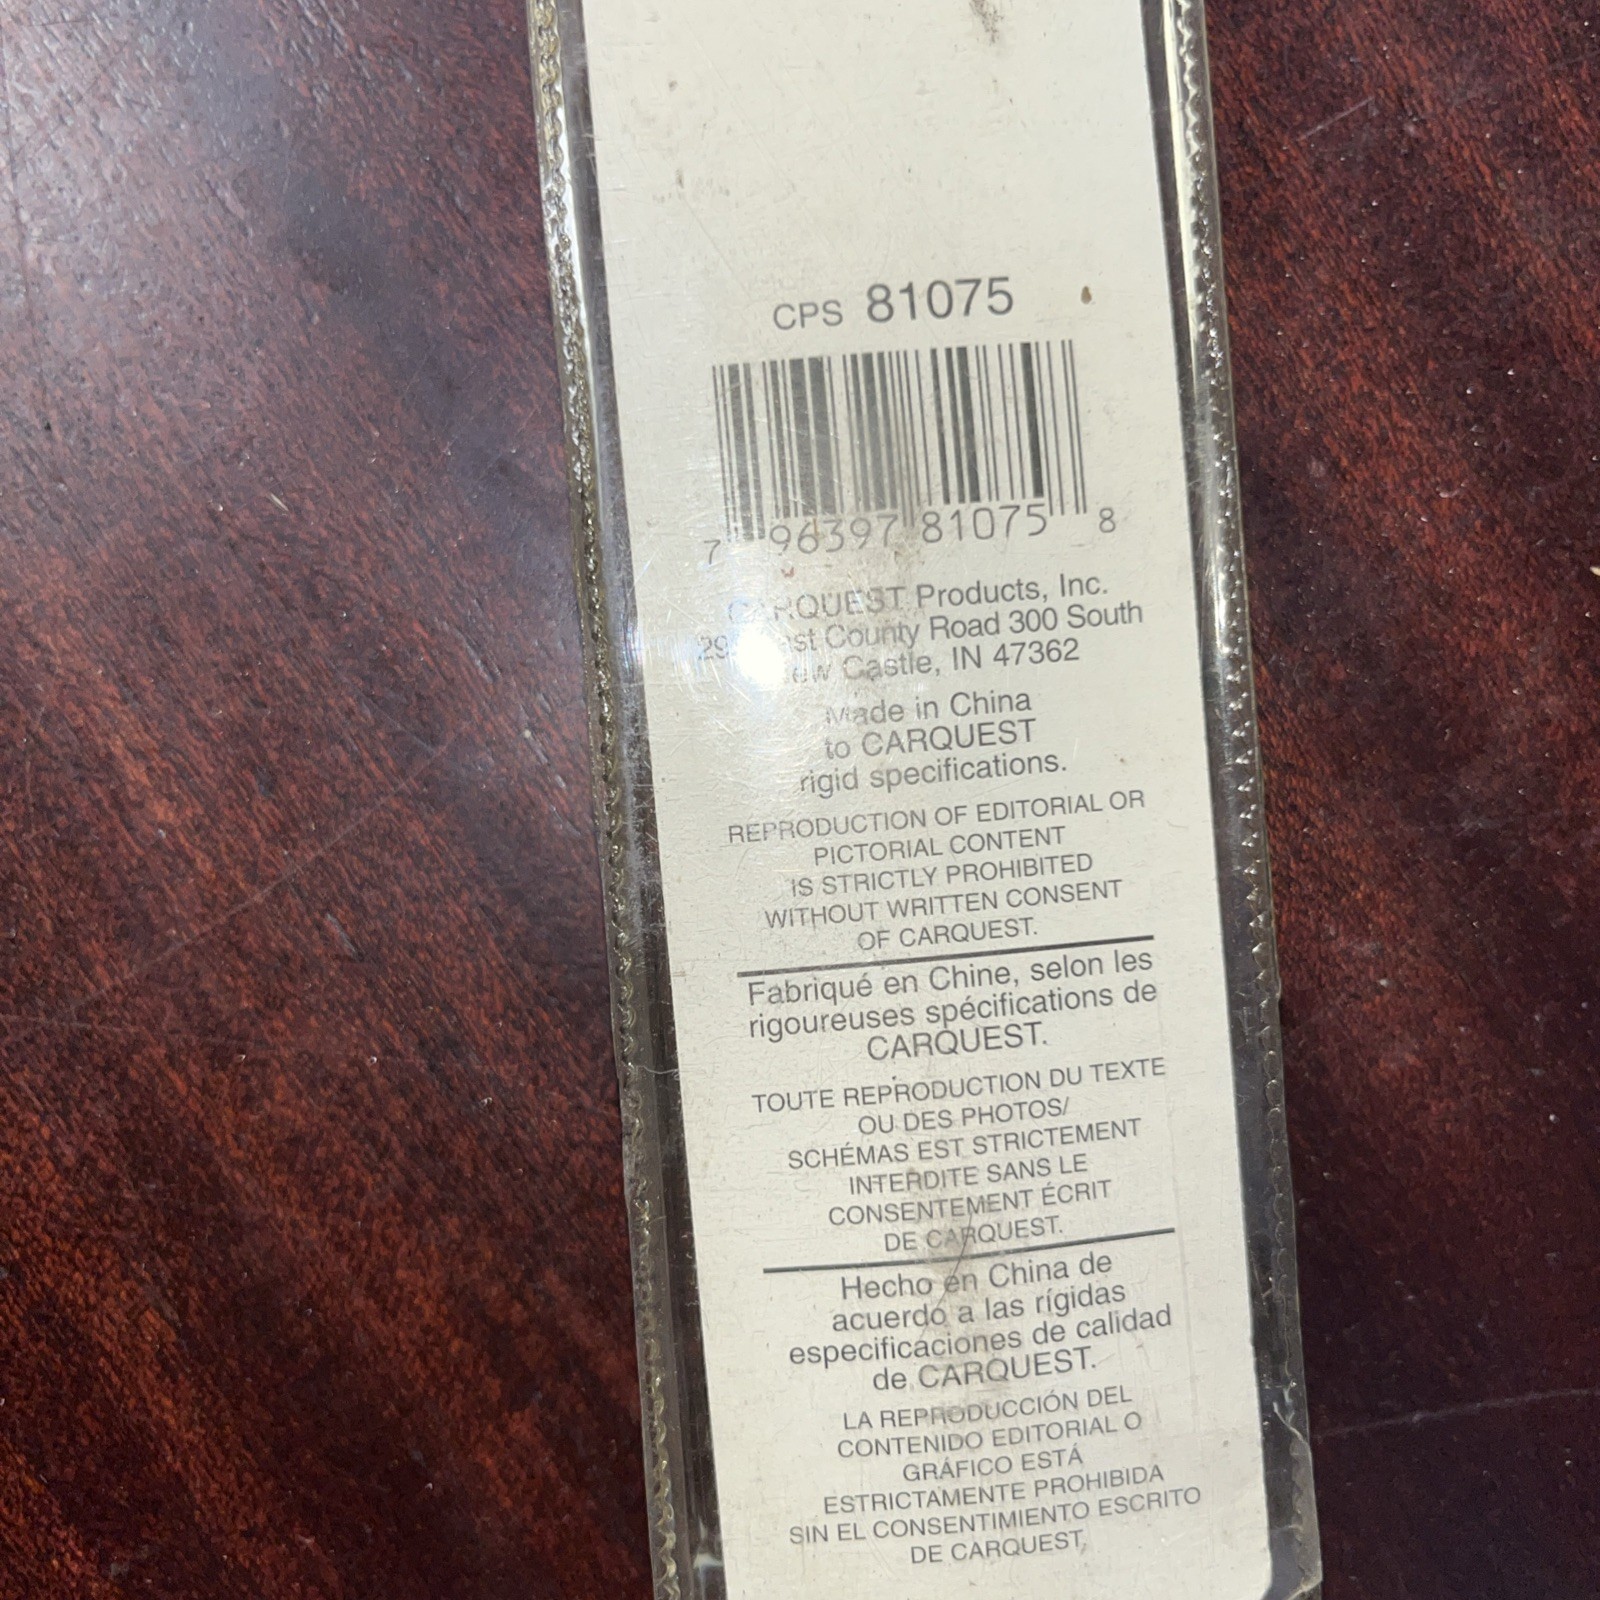 CPS 81075
7 96397 81075 8
CARQUEST Products, Inc.
County Road 300 South
Castle, IN 47362
Made in China
to CARQUEST
rigid specifications.
REPRODUCTION OF EDITORIAL OR
PICTORIAL CONTENT
IS STRICTLY PROHIBITED
WITHOUT WRITTEN CONSENT
OF CARQUEST.
Fabriqué en Chine, selon les
rigoureuses spécifications de
CARQUEST.
TOUTE REPRODUCTION DU TEXTE
OU DES PHOTOS/
SCHÉMAS EST STRICTEMENT
INTERDITE SANS LE
CONSENTEMENT ÉCRIT
DE CARQUEST.
Hecho en China de
acuerdo a las rígidas
especificaciones de calidad
de CARQUEST.
LA REPRODUCCIÓN DEL
CONTENIDO EDITORIAL O
GRÁFICO ESTÁ
ESTRICTAMENTE PROHIBIDA
SIN EL CONSENTIMIENTO ESCRITO
DE CARQUEST,